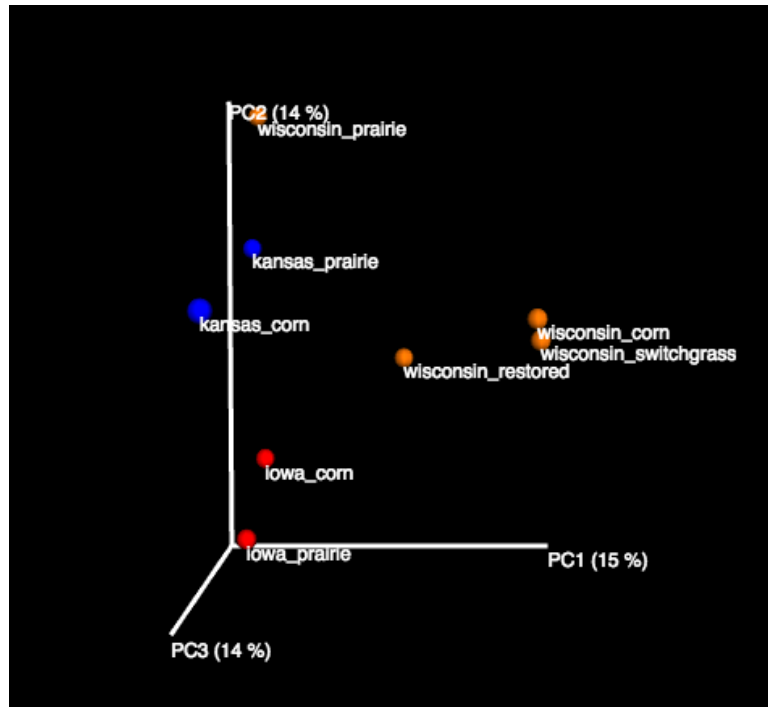 PC2 (14 %)
wisconsin_prairie
kansas_prairie
kansas_corn
wisconsin_corn
wisconsin_switchgrass
wisconsin_restored
iowa_corn
iowa_prairie
PC1 (15 %)
PC3 (14 %)